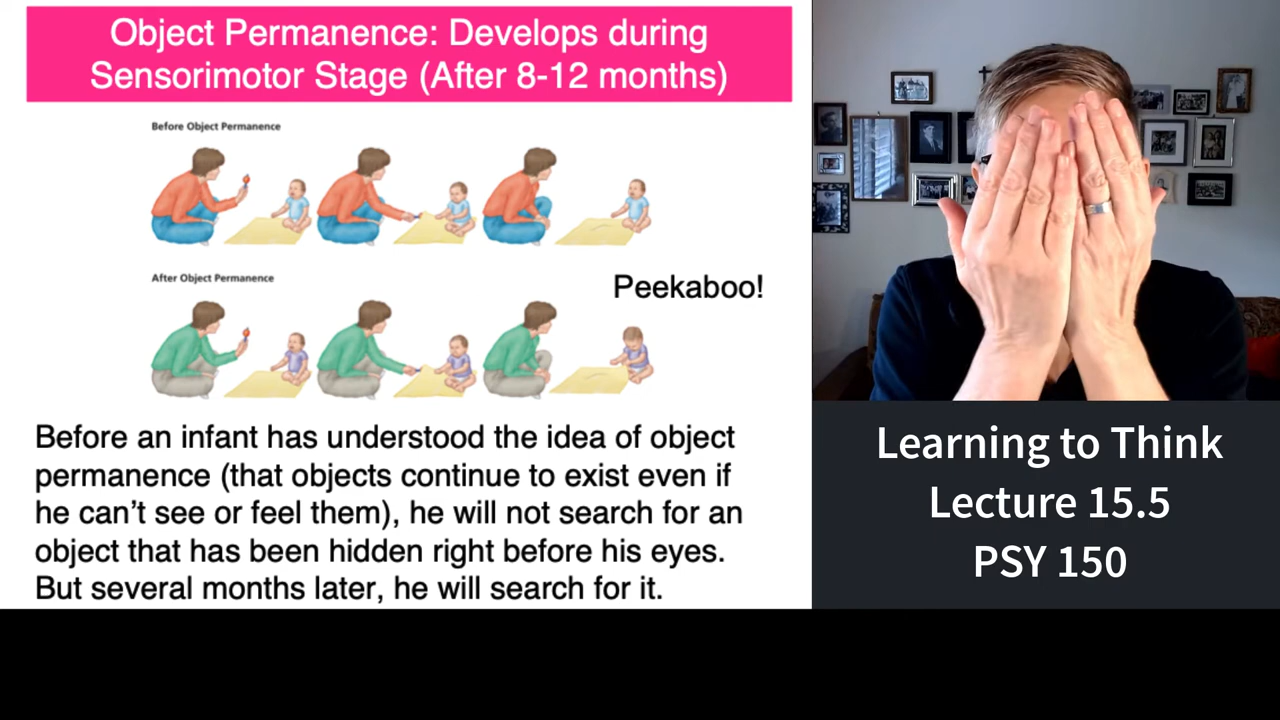 Object Permanence: Develops during
Sensorimotor Stage (After 8-12 months)
Before Object Permanence
After Object Permanence
Peekaboo!
Before an infant has understood the idea of object
permanence (that objects continue to exist even if
he can’t see or feel them), he will not search for an
object that has been hidden right before his eyes.
But several months later, he will search for it.
Learning to Think
Lecture 15.5
PSY 150